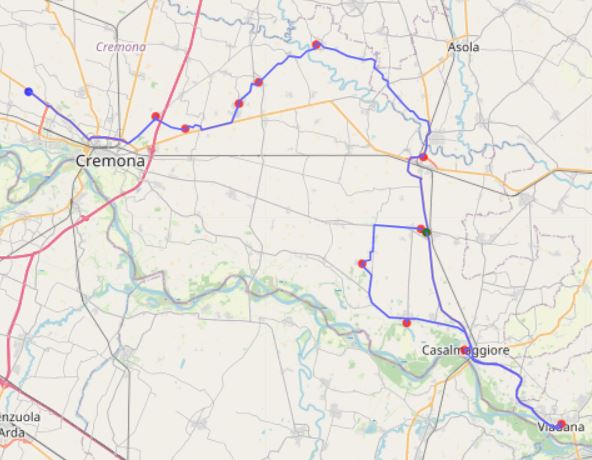 Cremona
Asola
Cremona
Casalmaggiore
Viadana
enzuola
Arda